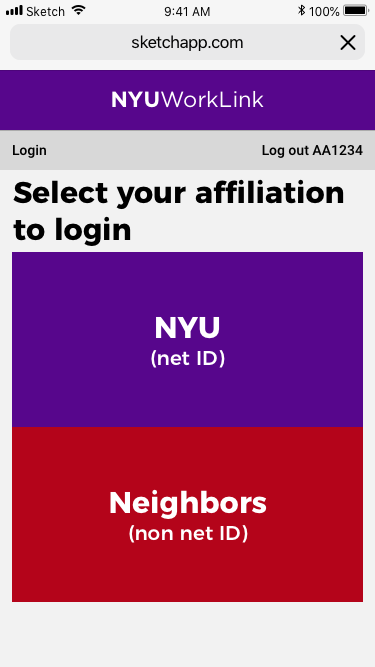 Sketch 9:41 AM 100%
sketchapp.com
NYUWorkLink
Login Log out AA1234
Select your affiliation
to login
NYU
(net ID)
Neighbors
(non net ID)